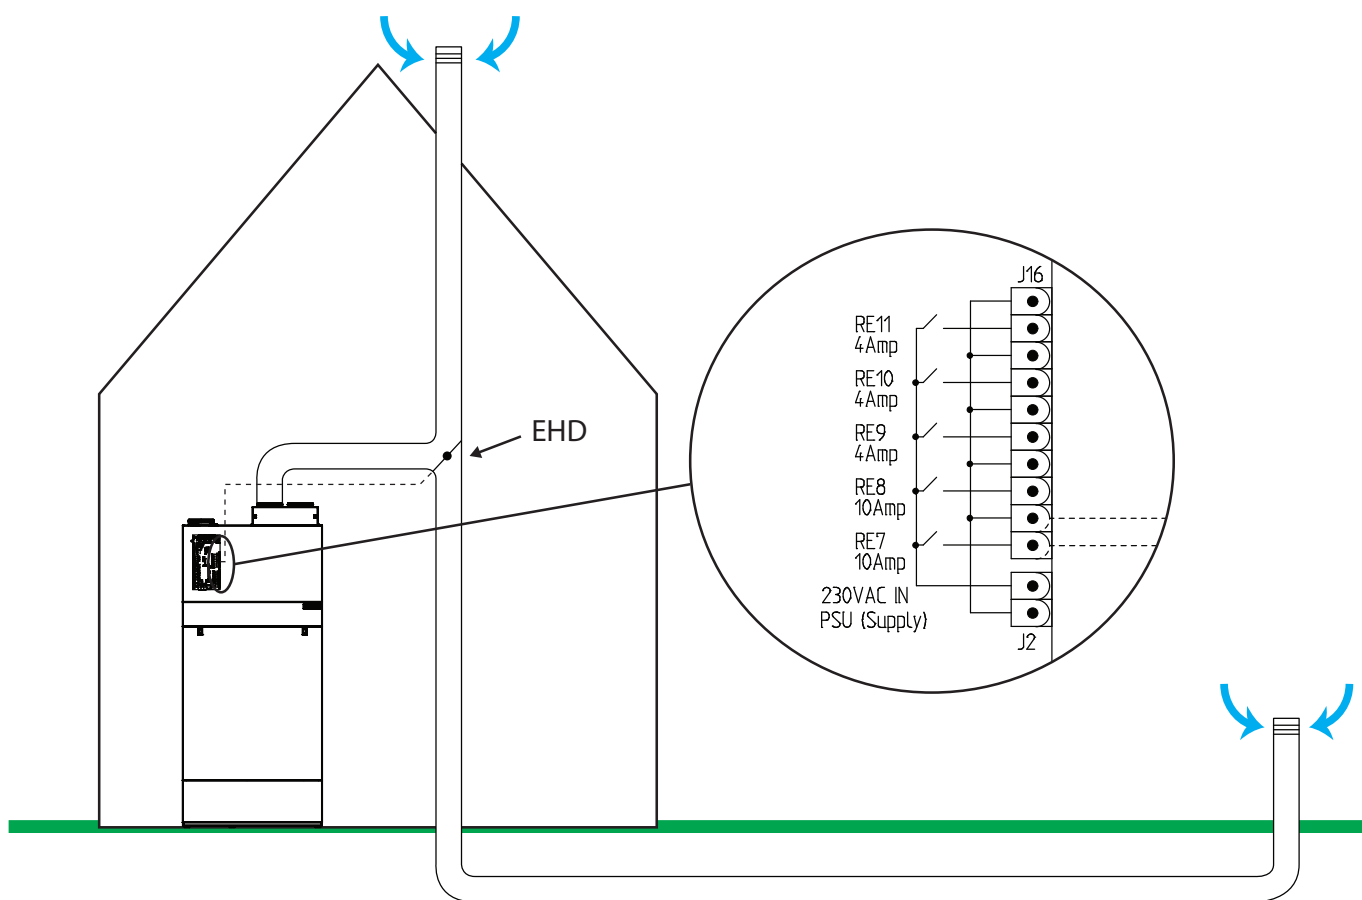 EHD
J16
RE11
4Amp
RE10
4Amp
RE9
4Amp
RE8
10Amp
RE7
10Amp
230VAC IN
PSU (Supply)
J2